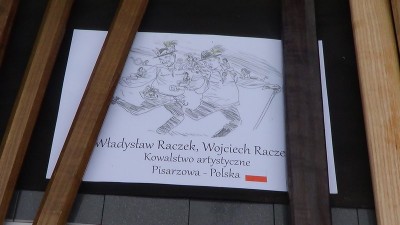 Władysław Raczek, Wojciech Racze
Kowalstwo artystyczne
Pisarzowa - Polska